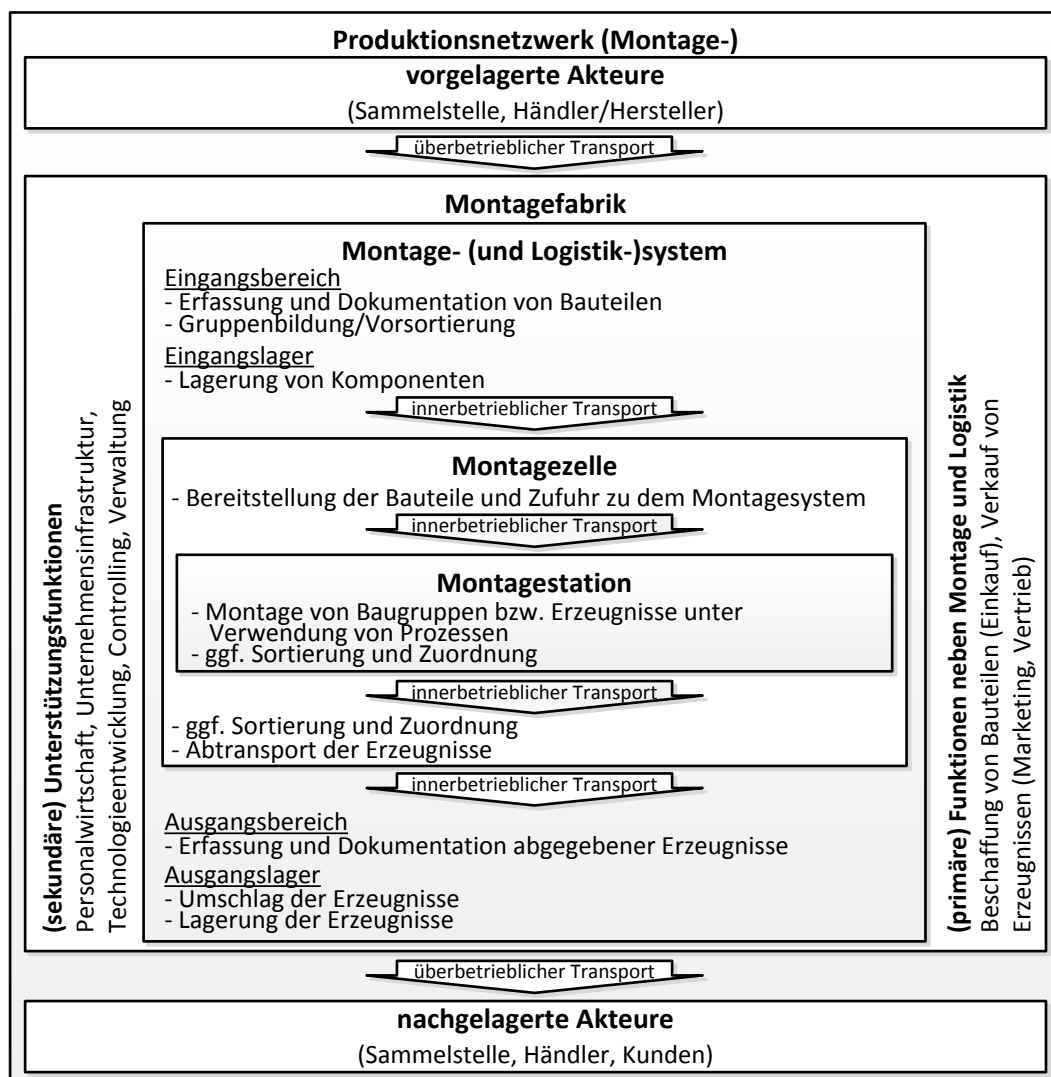 Produktionsnetzwerk (Montage-)
vorgelagerte Akteure
(Sammelstelle, Händler/Hersteller)
überbetrieblicher Transport
Montagefabrik
(sekundäre) Unterstützungsfunktionen
Personalwirtschaft, Unternehmensinfrastruktur,
Technologieentwicklung, Controlling, Verwaltung
Montage- (und Logistik-)system
Eingangsbereich
- Erfassung und Dokumentation von Bauteilen
- Gruppenbildung/Vorsortierung
Eingangslager
- Lagerung von Komponenten
innerbetrieblicher Transport
Montagezelle
- Bereitstellung der Bauteile und Zufuhr zu dem Montagesystem
innerbetrieblicher Transport
Montagestation
- Montage von Baugruppen bzw. Erzeugnisse unter
Verwendung von Prozessen
- ggf. Sortierung und Zuordnung
innerbetrieblicher Transport
- ggf. Sortierung und Zuordnung
- Abtransport der Erzeugnisse
innerbetrieblicher Transport
Ausgangsbereich
- Erfassung und Dokumentation abgegebener Erzeugnisse
Ausgangslager
- Umschlag der Erzeugnisse
- Lagerung der Erzeugnisse
(primäre) Funktionen neben Montage und Logistik
Beschaffung von Bauteilen (Einkauf), Verkauf von
Erzeugnissen (Marketing, Vertrieb)
überbetrieblicher Transport
nachgelagerte Akteure
(Sammelstelle, Händler, Kunden)